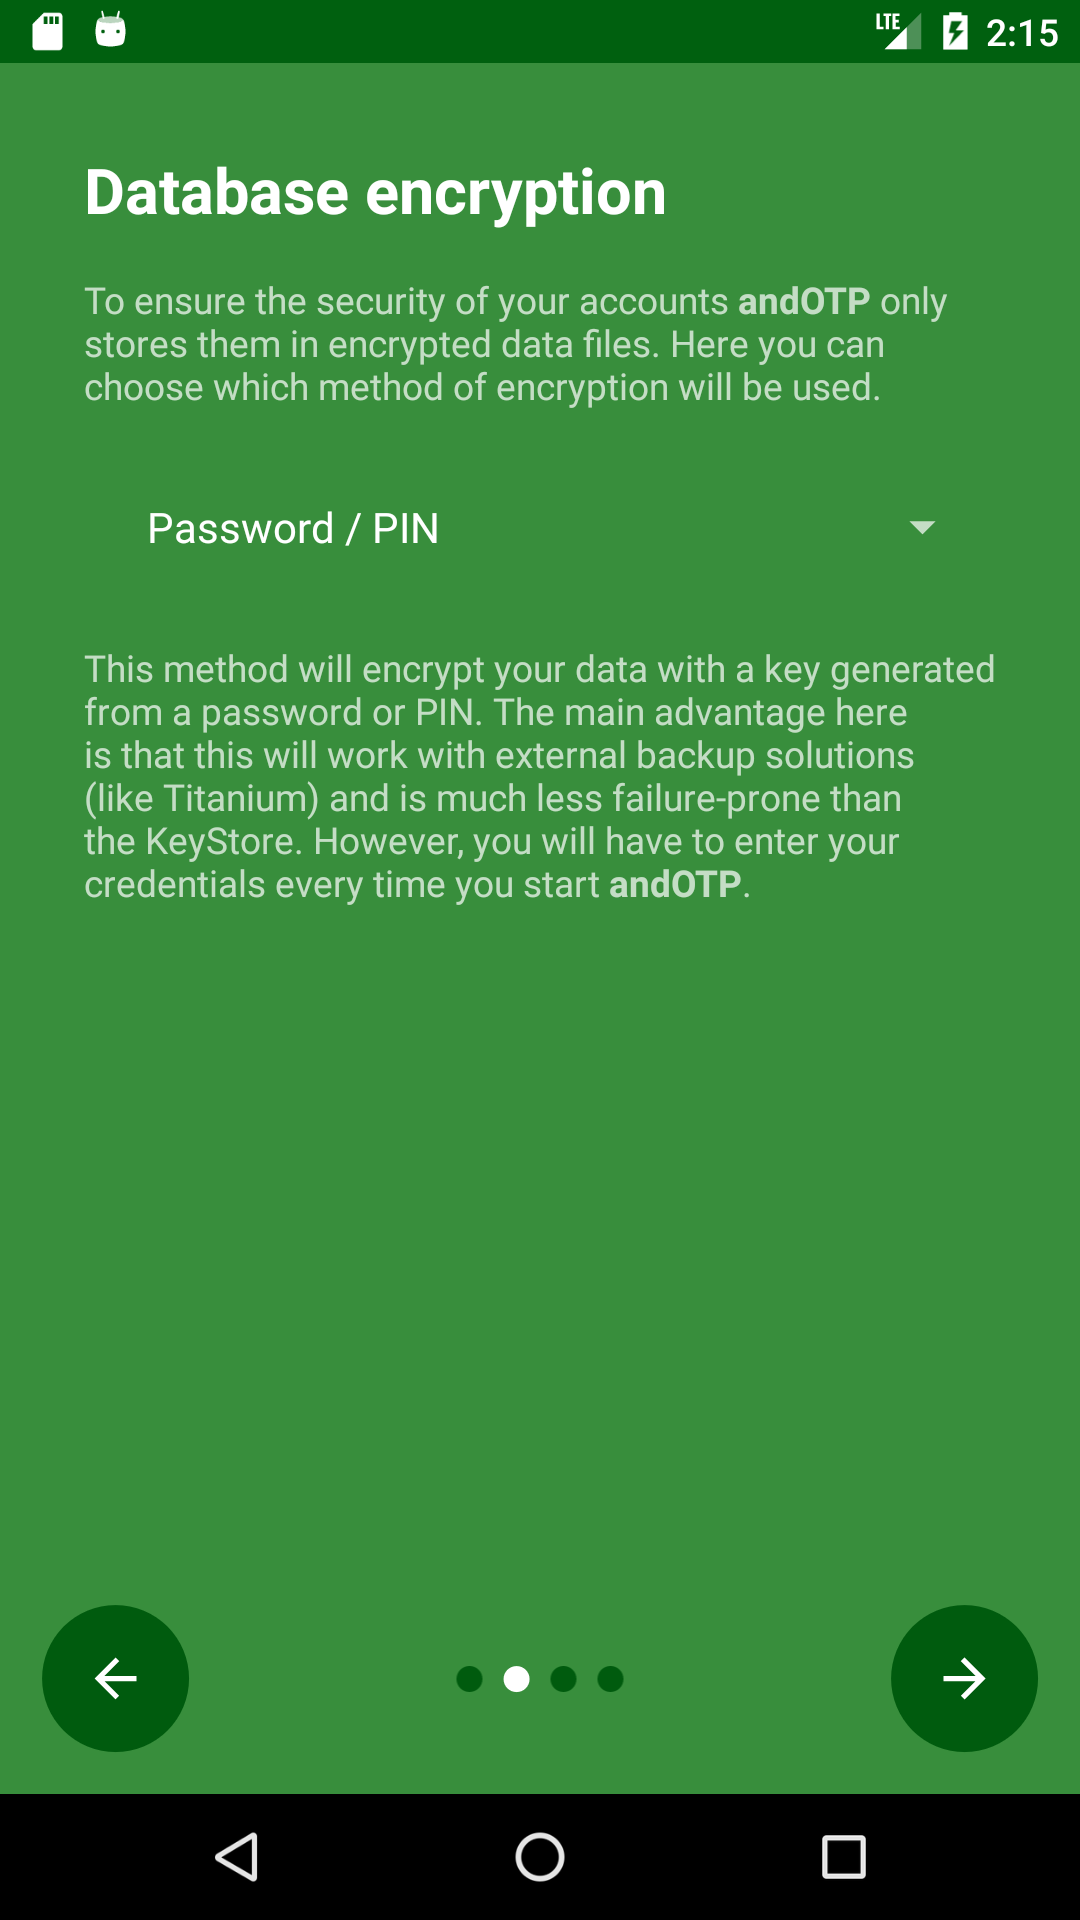 LTE 2:15
Database encryption
To ensure the security of your accounts andOTP only
stores them in encrypted data files. Here you can
choose which method of encryption will be used.
Password / PIN
This method will encrypt your data with a key generated
from a password or PIN. The main advantage here
is that this will work with external backup solutions
(like Titanium) and is much less failure-prone than
the KeyStore. However, you will have to enter your
credentials every time you start andOTP.